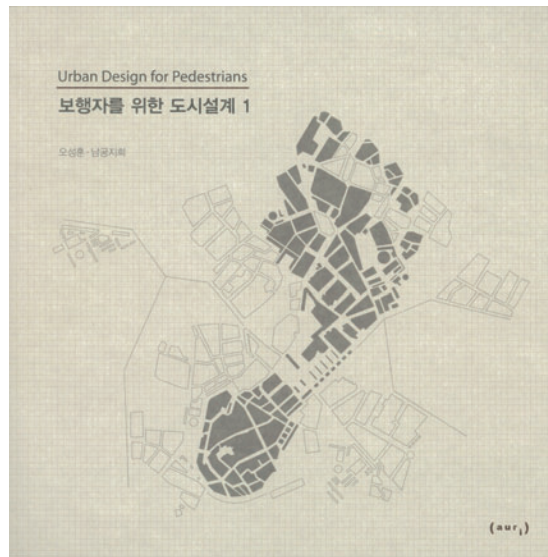 Urban Design for Pedestrians
보행자를 위한 도시설계 1
오성훈 · 남궁지희
(auri)